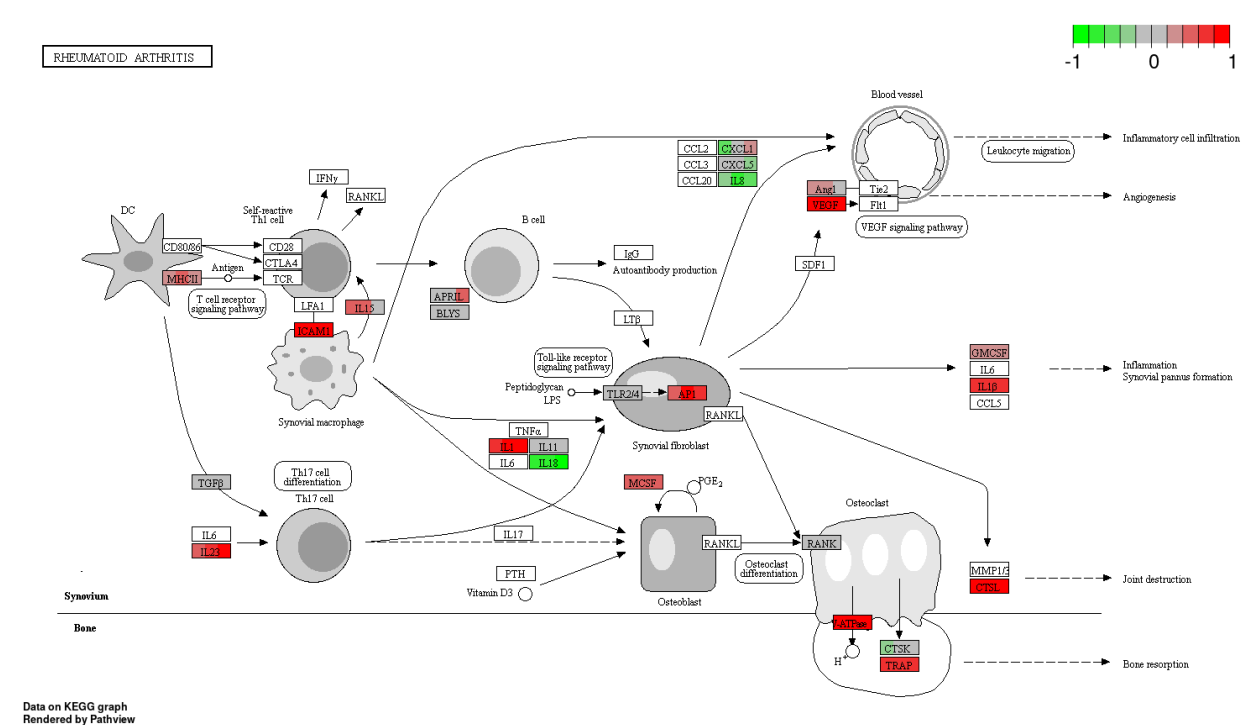 RHEUMATOID ARTHRITIS
-1 0 1
Blood vessel
CCL2 CXCL1
CCL3 CXCL5
CCL20 IL8
Inflammatory cell infiltration
Leukocyte migration
Ang1 Tie2
VEGF Flt1
Angiogenesis
VEGF signaling pathway
IFNγ
RANKL
DC
Self-reactive
Th1 cell
B cell
CD80/86
CD28
CTLA4
MHCII
Antigen
TCR
T cell receptor
signaling pathway
LFA1
IL15
ICAM1
Synovial macrophage
IgG
Autoantibody production
SDF1
APRIL
BLYS
LTβ
Toll-like receptor
signaling pathway
Peptidoglycan
LPS
TLR2/4
AP1
RANKL
Synovial fibroblast
GMCSF
IL6
IL1β
CCL5
Inflammation
Synovial pannus formation
TNFα
IL1 IL11
IL6 IL18
TGFβ
Th17 cell
differentiation
Th17 cell
IL6
IL23
IL17
MCSF
PGE2
RANKL
RANK
Osteoclast
Osteoclast
differentiation
PTH
Vitamin D3
Osteoblast
MMP1/3
CTSL
Joint destruction
Synovium
Bone
ATPase
H+
CTSK
TRAP
Bone resorption
Data on KEGG graph
Rendered by Pathview